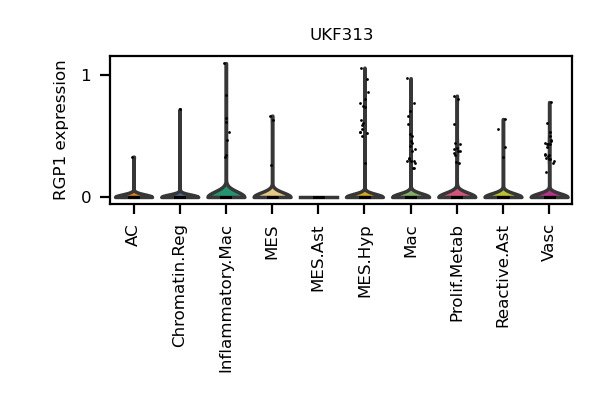 UKF313
RGP1 expression
1
0
AC
Chromatin.Reg
Inflammatory.Mac
MES
MES.Ast
MES.Hyp
Mac
Prolif.Metab
Reactive.Ast
Vasc